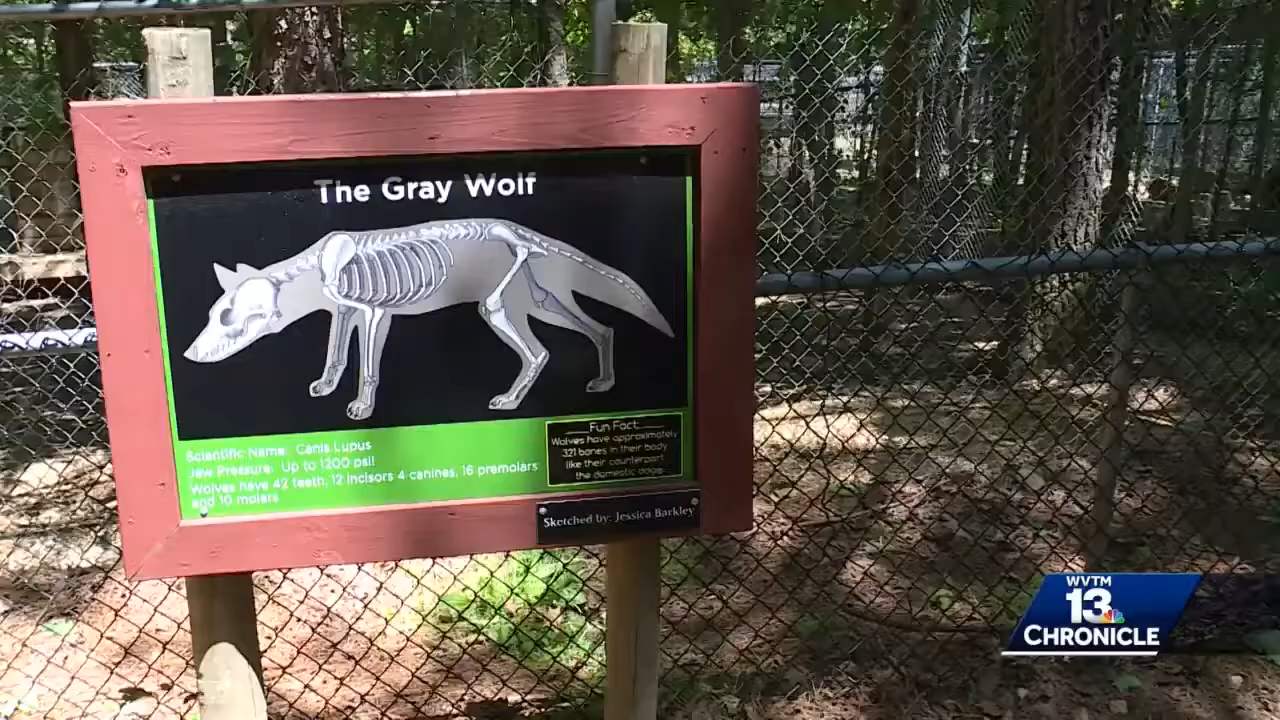 The Gray Wolf
Scientific Name: Canis Lupus
Jaw Pressure: Up to 1200 psi!
Wolves have 42 teeth, 12 incisors 4 canines, 16 premolars
and 10 molars
Fun Fact:
Wolves have approximately
321 bones in their body
like their counterpart
the domestic dogs.
Sketched by: Jessica Barkley
WVTM
13
CHRONICLE